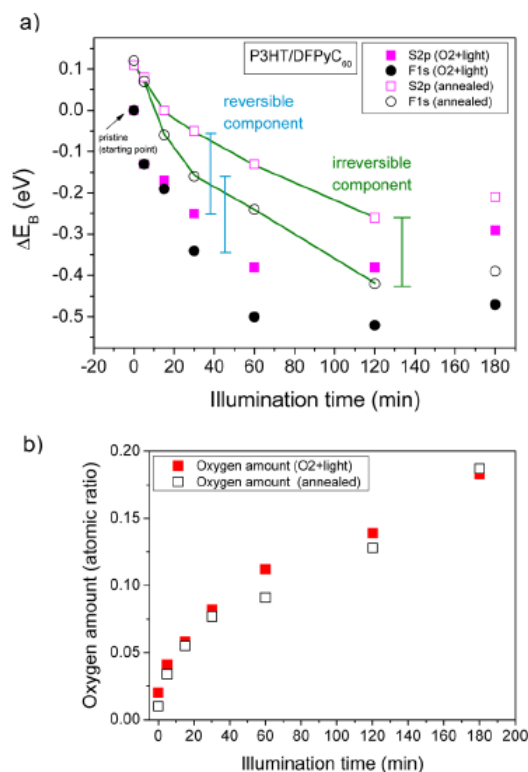 a)
P3HT/DFPyC60
S2p (O2+light)
F1s (O2+light)
S2p (annealed)
F1s (annealed)
reversible
component
pristine
(starting point)
irreversible
component
0.1
0.0
-0.1
-0.2
-0.3
-0.4
-0.5
ΔEB (eV)
-20 0 20 40 60 80 100 120 140 160 180
Illumination time (min)
b)
Oxygen amount (O2+light)
Oxygen amount (annealed)
0.20
0.15
0.10
0.05
0.00
Oxygen amount (atomic ratio)
0 20 40 60 80 100 120 140 160 180 200
Illumination time (min)